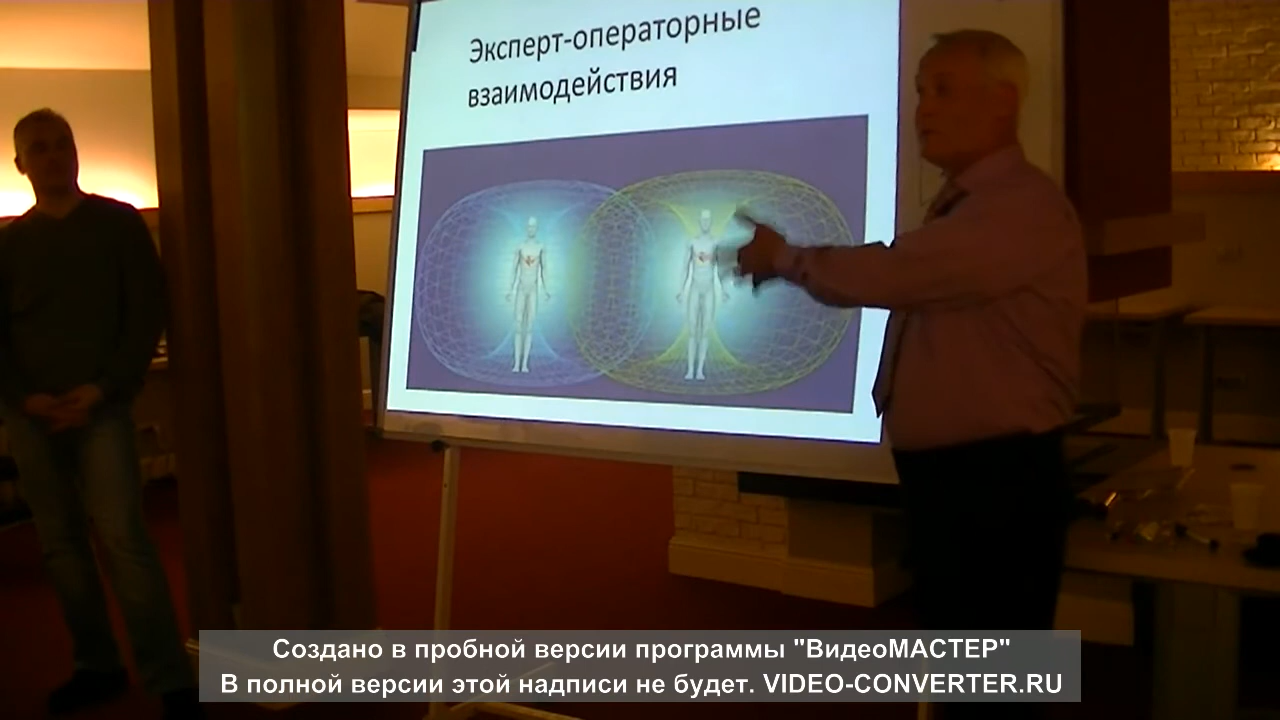 Эксперт-операторные
взаимодействия
Создано в пробной версии программы "ВидеоМАСТЕР"
В полной версии этой надписи не будет. VIDEO-CONVERTER.RU